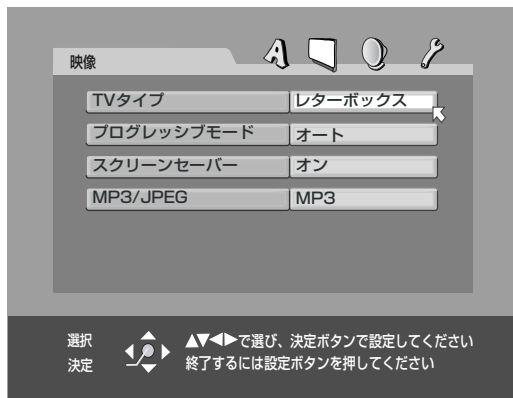 映像
TVタイプ レターボックス
プログレッシブモード オート
スクリーンセーバー オン
MP3/JPEG MP3
選択 ▲▼◀▶で選び、決定ボタンで設定してください
決定 終了するには設定ボタンを押してください